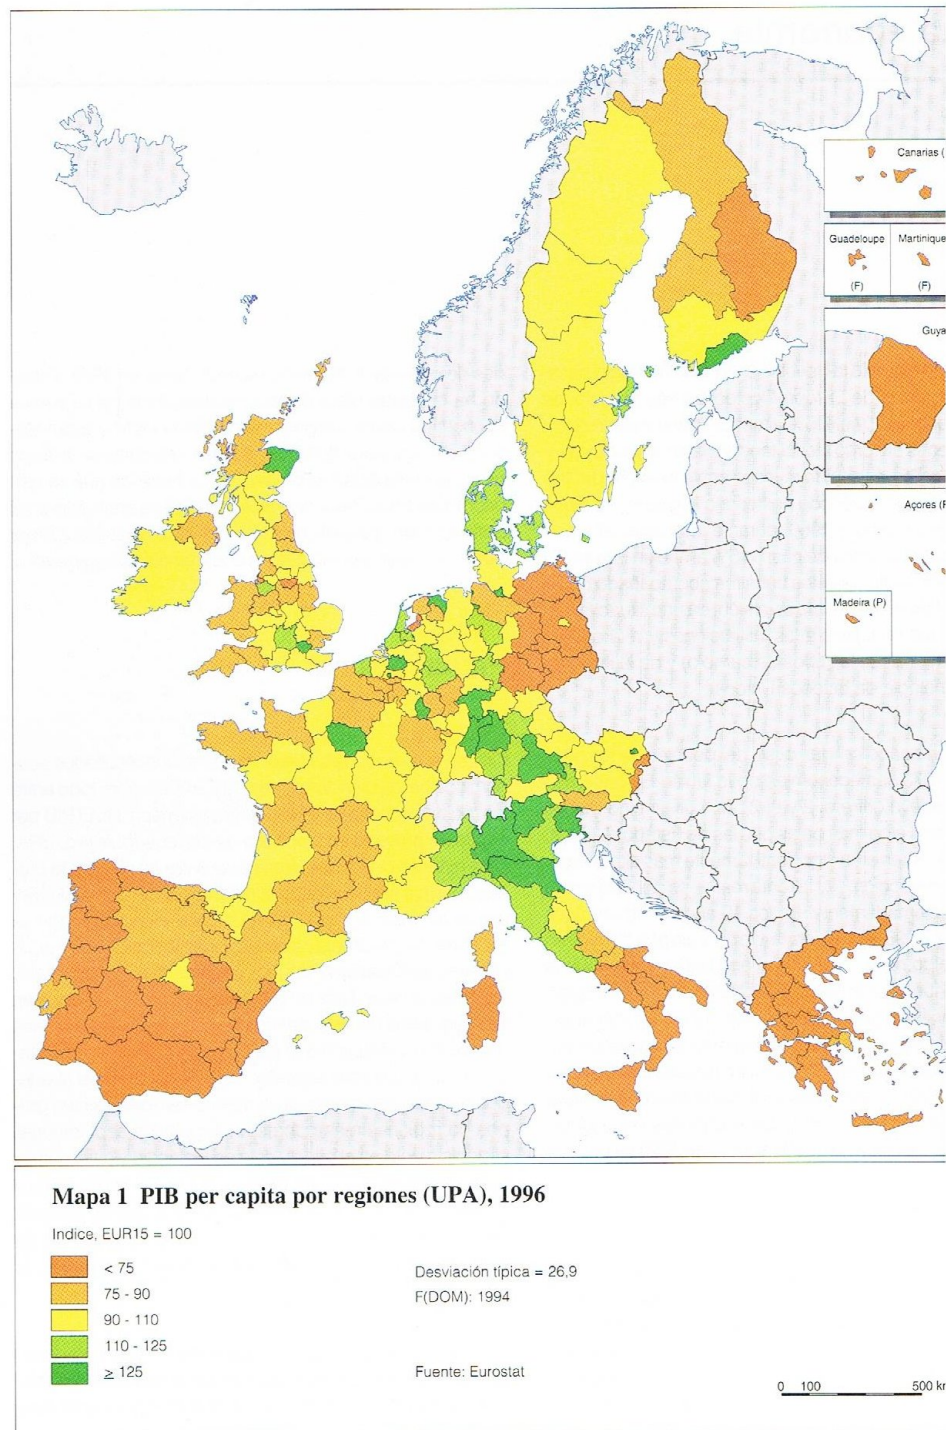 Canarias (
Guadeloupe Martinique
(F) (F)
Guya
Açores (P
Madeira (P)
Mapa 1 PIB per capita por regiones (UPA), 1996
Indice, EUR15 = 100
< 75
75 - 90
90 - 110
110 - 125
≥ 125
Desviación típica = 26,9
F(DOM): 1994
Fuente: Eurostat
0 100 500 km